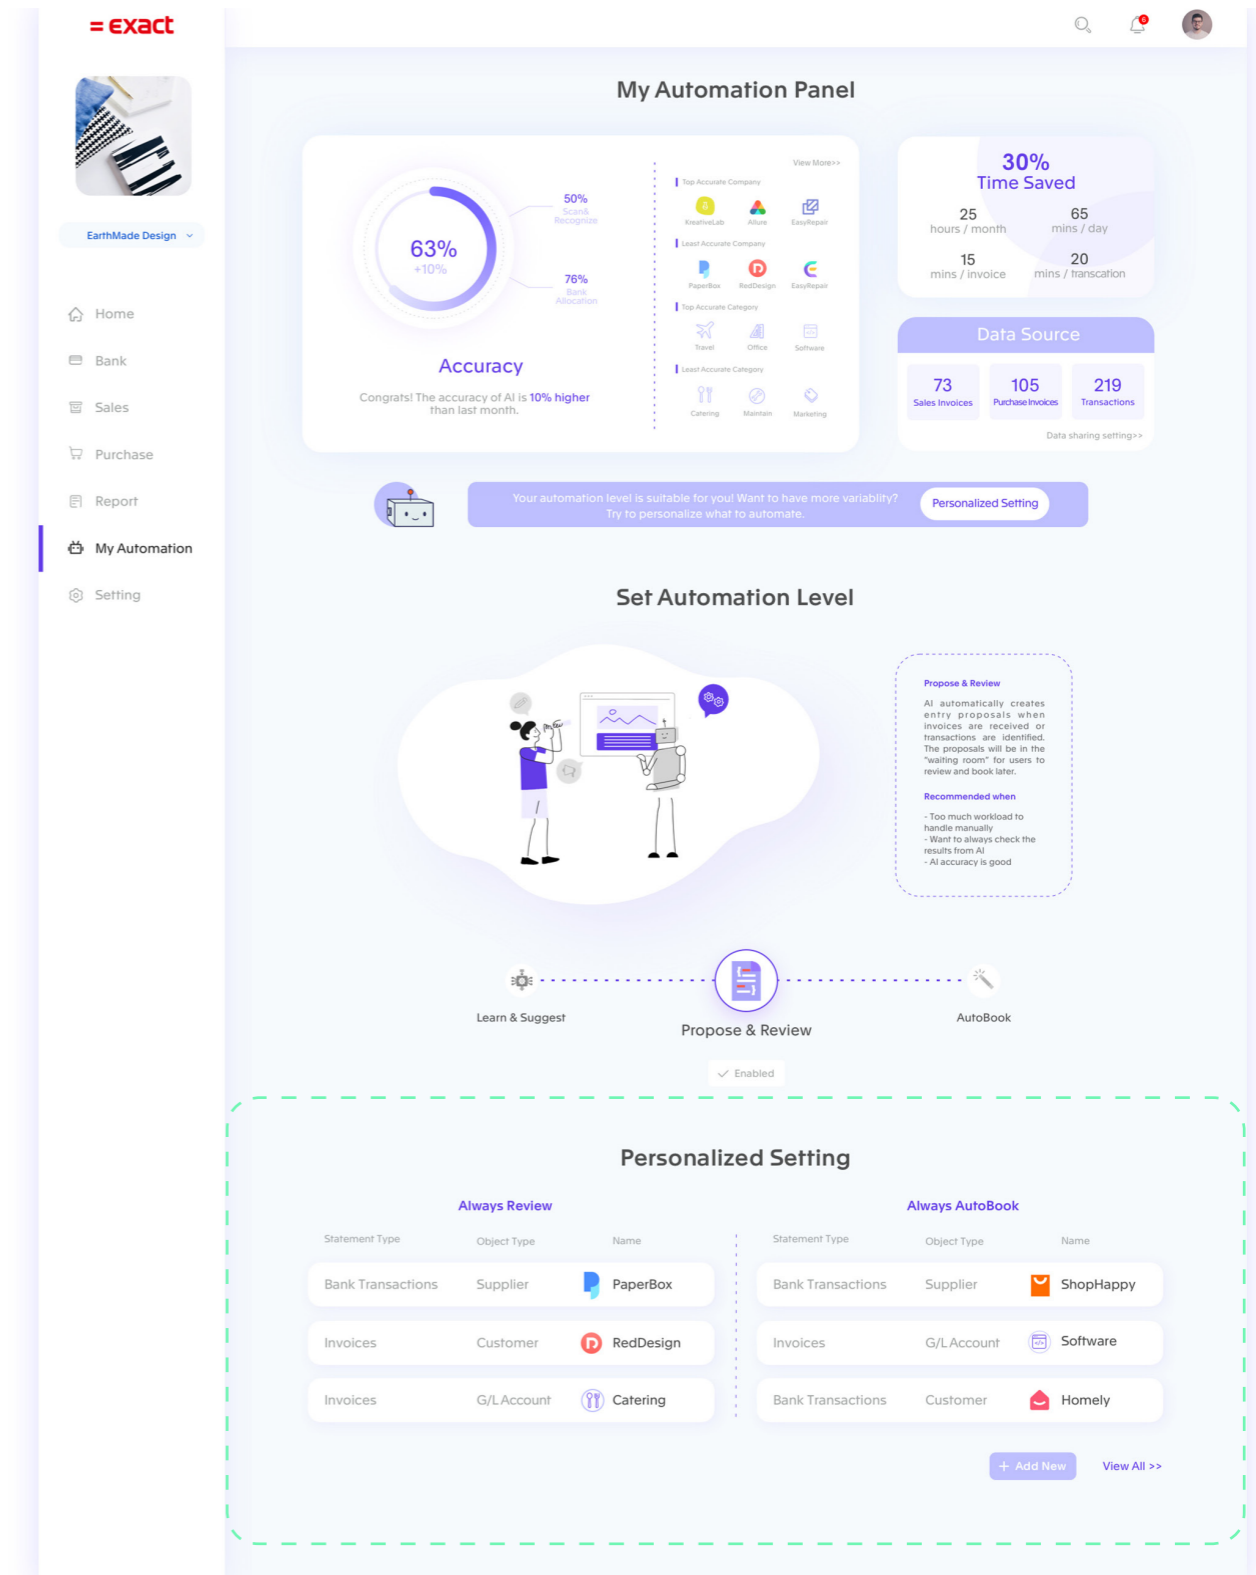 = exact
6
EarthMade Design
Home
Bank
Sales
Purchase
Report
My Automation
Setting
My Automation Panel
63%
+10%
50%
Scan&
Recognize
76%
Bank
Allocation
Accuracy
Congrats! The accuracy of AI is 10% higher
than last month.
View More>>
Top Accurate Company
KreativeLab Allure EasyRepair
Least Accurate Company
PaperBox RedDesign EasyRepair
Top Accurate Category
Travel Office Software
Least Accurate Category
Catering Maintain Marketing
30%
Time Saved
25 65
hours / month mins / day
15 20
mins / invoice mins / transcation
Data Source
73 105 219
Sales Invoices Purchase Invoices Transactions
Data sharing setting>>
Your automation level is suitable for you! Want to have more variablity?
Try to personalize what to automate.
Personalized Setting
Set Automation Level
Propose & Review
AI automatically creates
entry proposals when
invoices are received or
transactions are identified.
The proposals will be in the
"waiting room" for users to
review and book later.
Recommended when
- Too much workload to
handle manually
- Want to always check the
results from AI
- AI accuracy is good
Learn & Suggest
Propose & Review
AutoBook
Enabled
Personalized Setting
Always Review
Statement Type Object Type Name
Bank Transactions Supplier PaperBox
Invoices Customer RedDesign
Invoices G/L Account Catering
Always AutoBook
Statement Type Object Type Name
Bank Transactions Supplier ShopHappy
Invoices G/L Account Software
Bank Transactions Customer Homely
+ Add New
View All >>